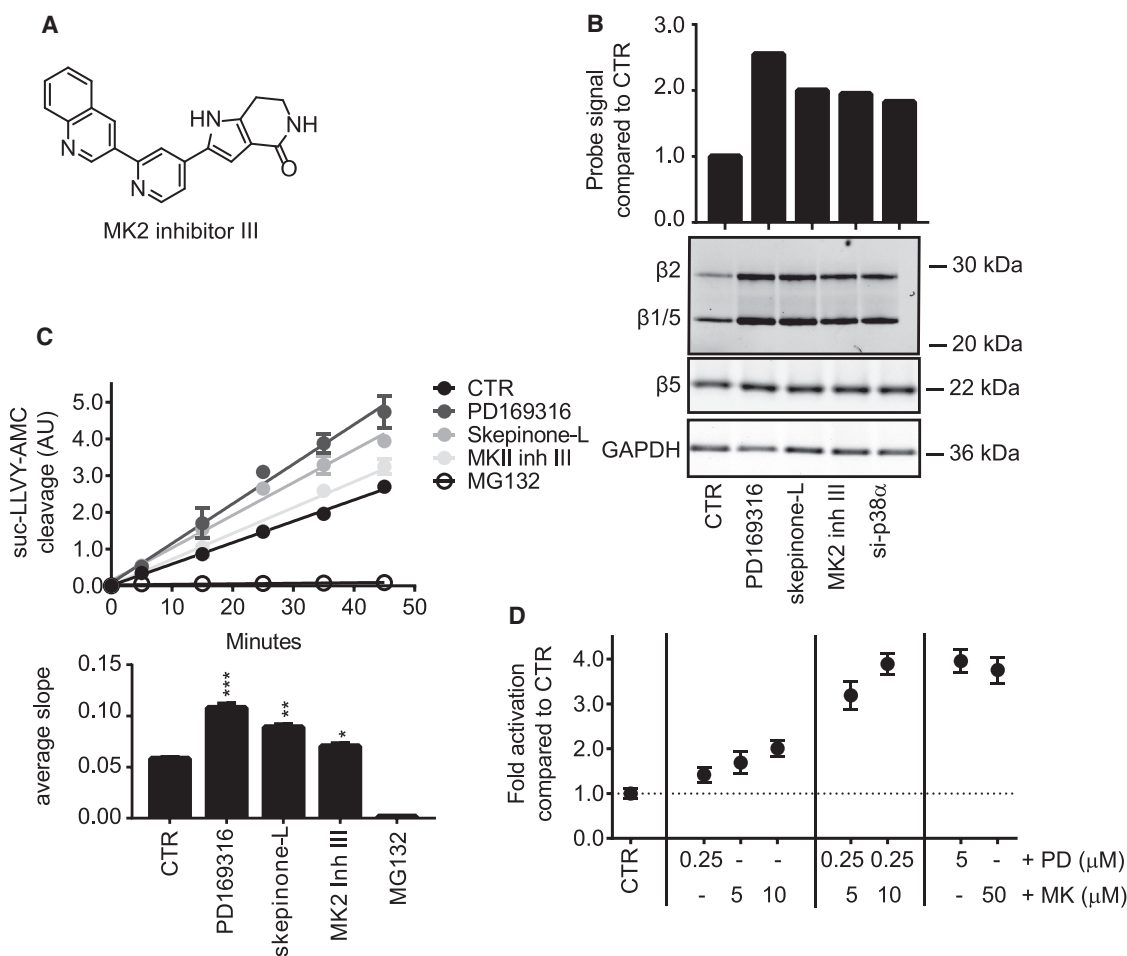 A
HN
NH
N
N
O
MK2 inhibitor III
B
Probe signal
compared to CTR
3.0
2.0
1.0
0.0
β2
β1/5
30 kDa
20 kDa
β5
22 kDa
GAPDH
36 kDa
CTR
PD169316
skepinone-L
MK2 inh III
si-p38α
C
suc-LLVY-AMC
cleavage (AU)
5.0
4.0
3.0
2.0
1.0
0.0
0 10 20 30 40 50
Minutes
CTR
PD169316
Skepinone-L
MKII inh III
MG132
average slope
0.15
0.10
0.05
0.00
***
**
*
CTR
PD169316
skepinone-L
MK2 Inh III
MG132
D
Fold activation
compared to CTR
4.0
3.0
2.0
1.0
0.0
CTR
0.25 - - 0.25 0.25 5 - + PD (μM)
- 5 10 5 10 - 50 + MK (μM)